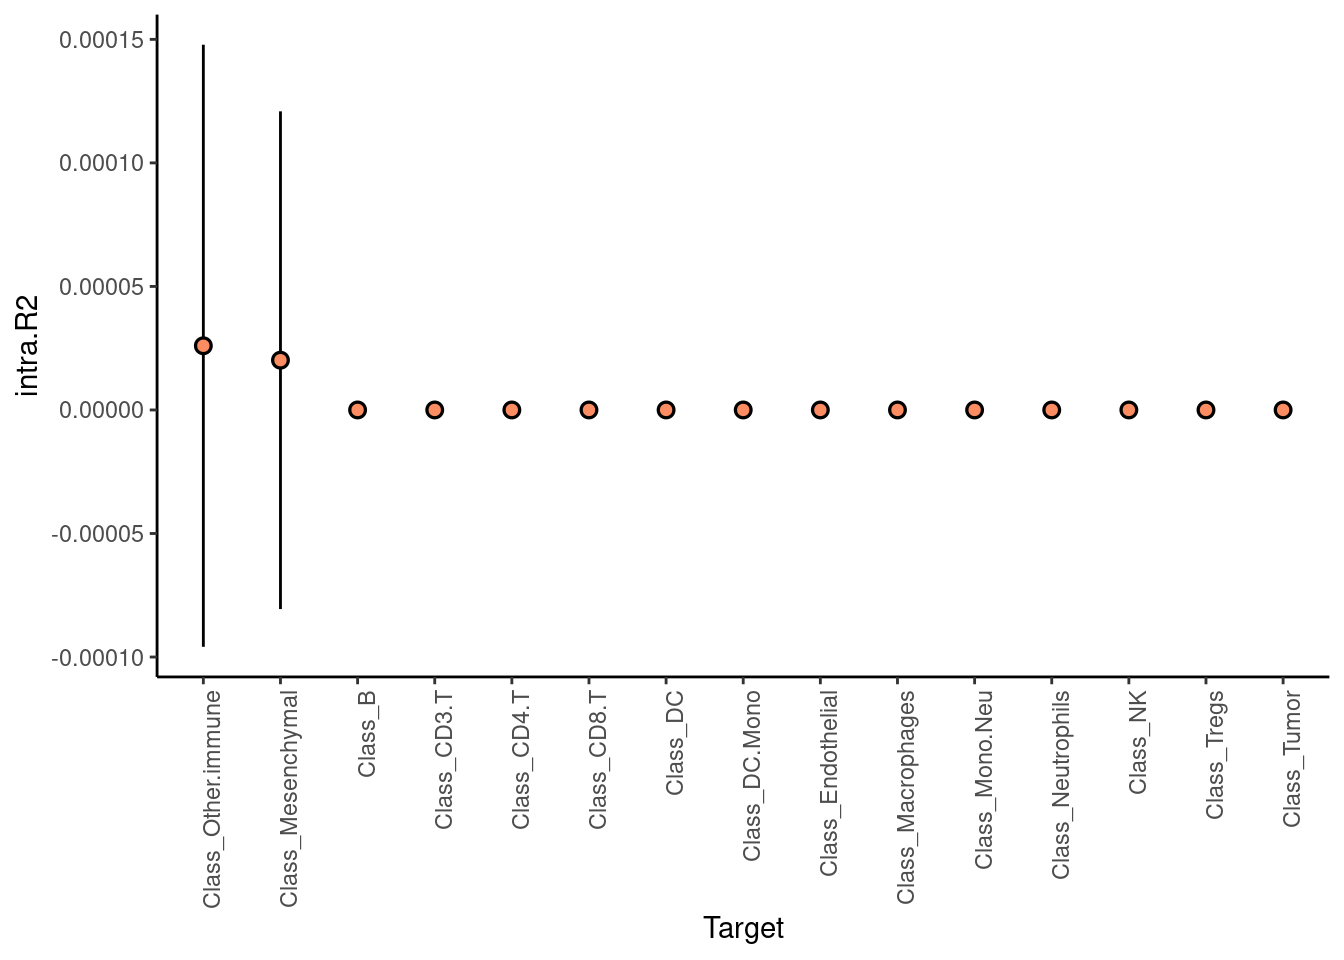 intra.R2
0.00015
0.00010
0.00005
0.00000
-0.00005
-0.00010
Class_Other.immune
Class_Mesenchymal
Class_B
Class_CD3.T
Class_CD4.T
Class_CD8.T
Class_DC
Class_DC.Mono
Class_Endothelial
Class_Macrophages
Class_Mono.Neu
Class_Neutrophils
Class_NK
Class_Tregs
Class_Tumor
Target